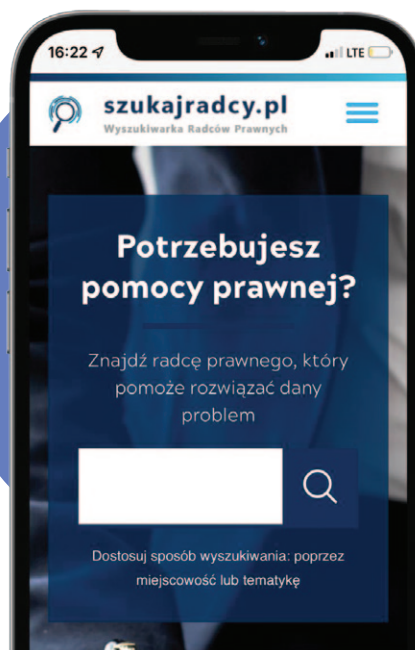 16:22
LTE
szukajradcy.pl
Wyszukiwarka Radców Prawnych
Potrzebujesz
pomocy prawnej?
Znajdź radcę prawnego, który
pomoże rozwiązać dany
problem
Dostosuj sposób wyszukiwania: poprzez
miejscowość lub tematykę